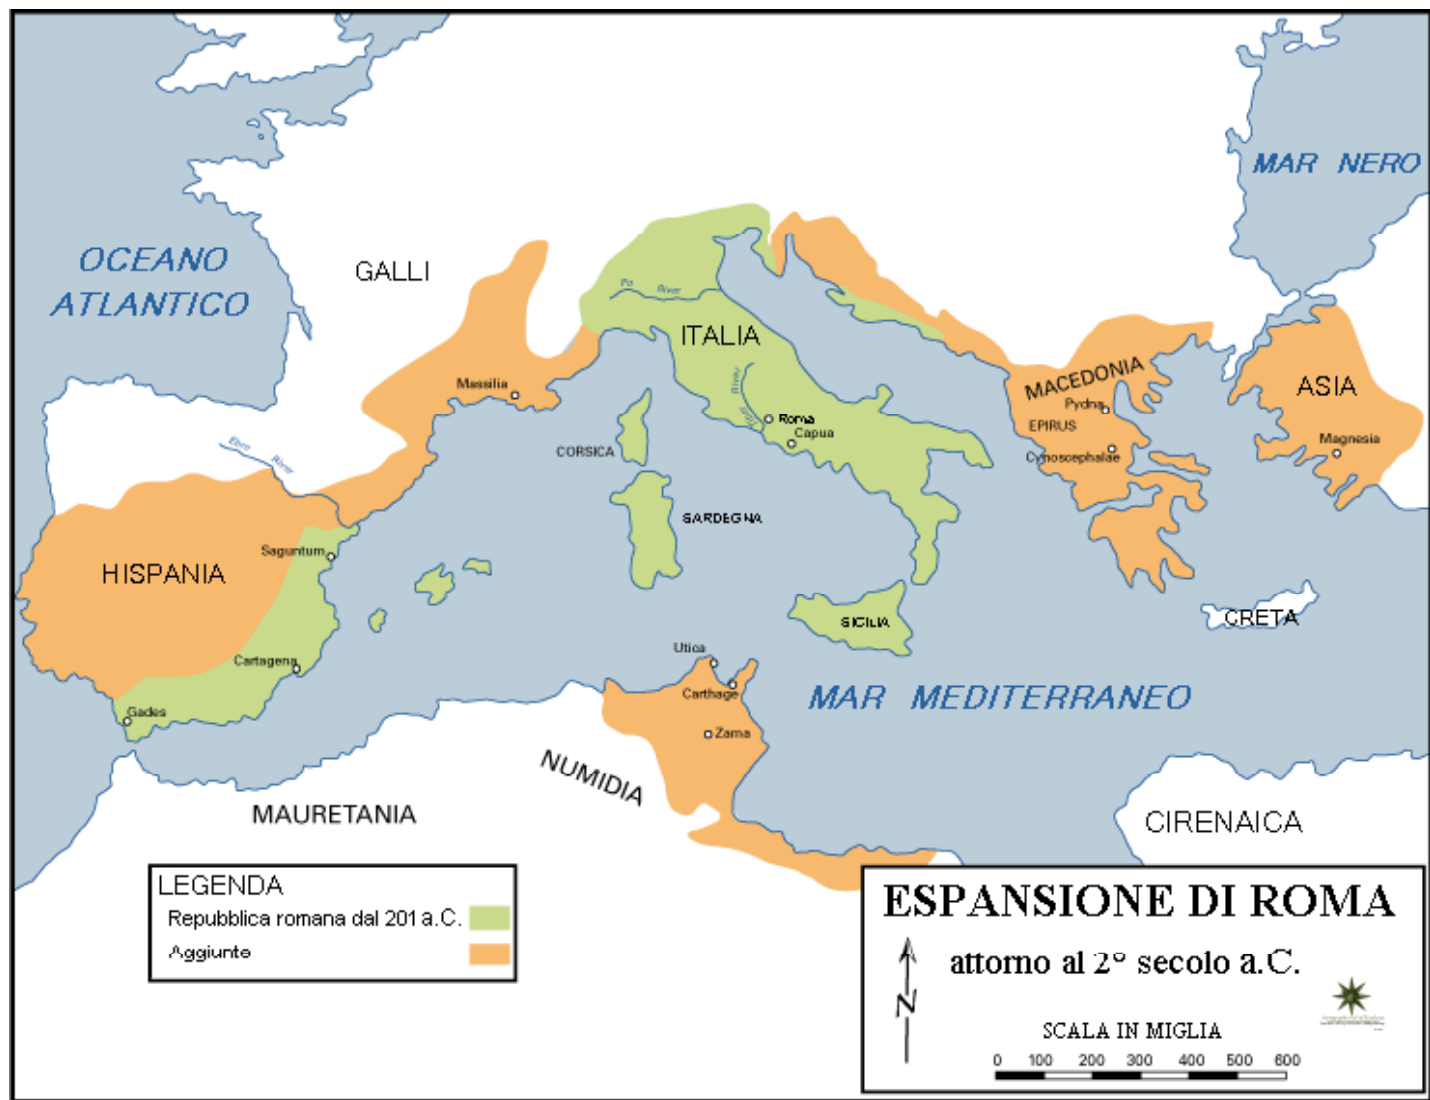 MAR NERO
OCEANO
ATLANTICO
GALLI
Po River
ITALIA
Massilia
River
Roma
Capua
CORSICA
SARDEGNA
Ebro River
HISPANIA
Saguntum
Cartagena
Gades
MACEDONIA
Pydna
EPIRUS
Cynoscephalae
ASIA
Magnesia
CRETA
SICILIA
Utica
Carthage
Zama
MAR MEDITERRANEO
NUMIDIA
MAURETANIA
CIRENAICA
LEGENDA
Repubblica romana dal 201 a.C.
Aggiunte
ESPANSIONE DI ROMA
attorno al 2° secolo a.C.
N
SCALA IN MIGLIA
0 100 200 300 400 500 600